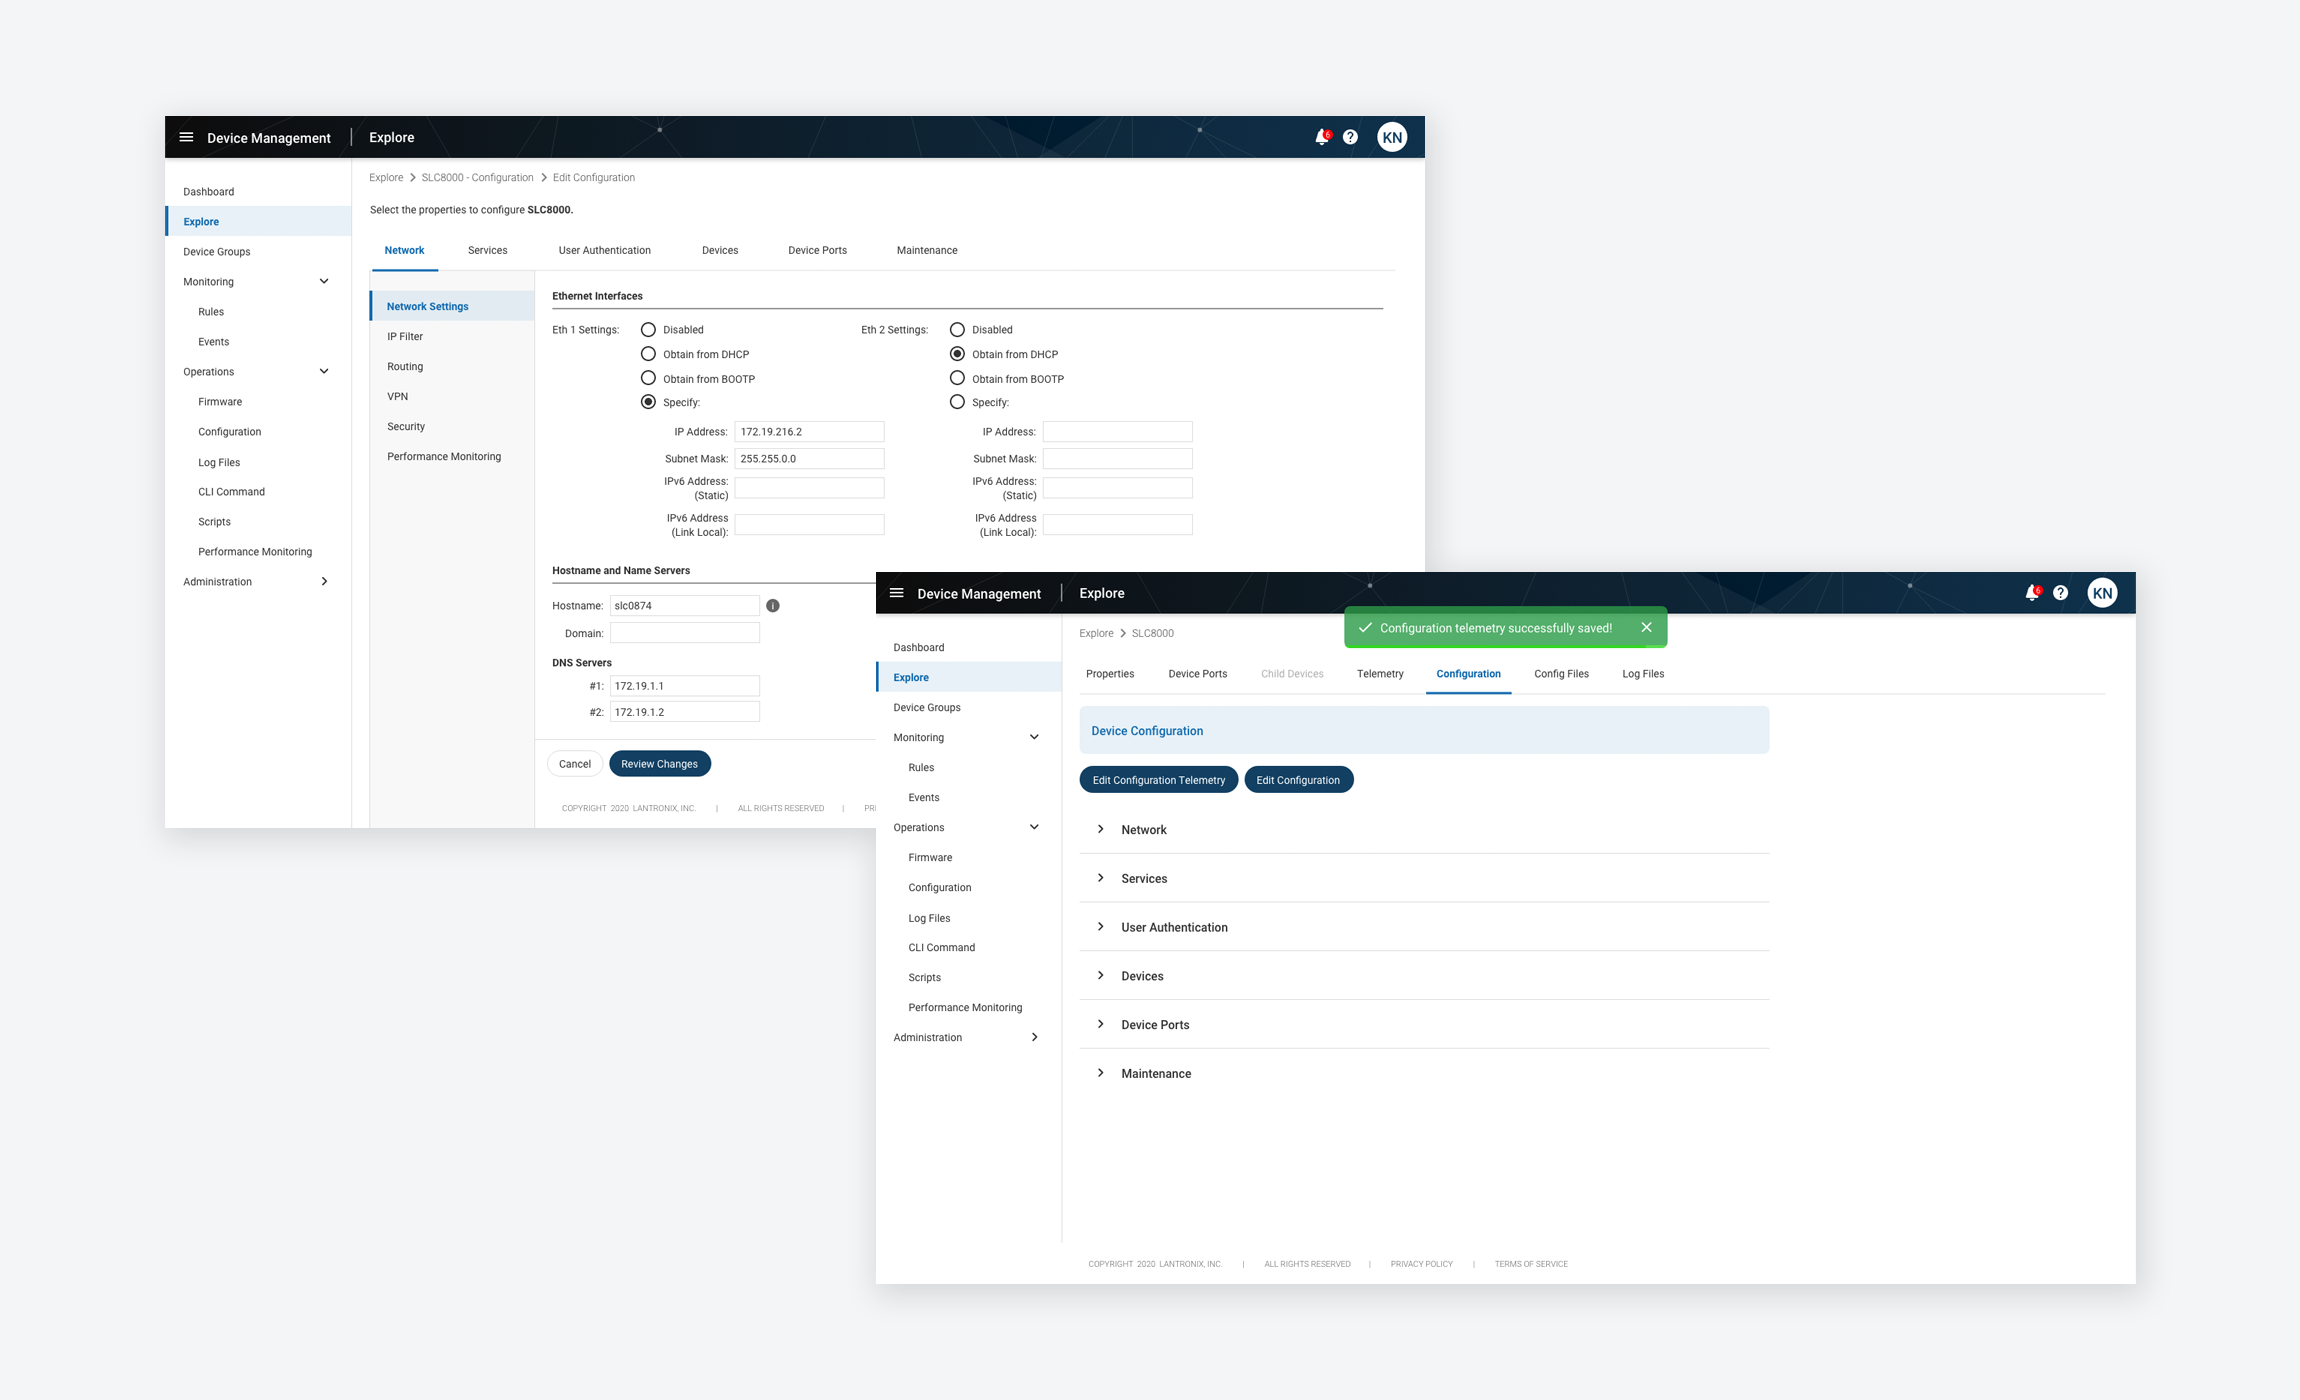 Device Management
Explore
6
KN
Dashboard
Explore
Device Groups
Monitoring
Rules
Events
Operations
Firmware
Configuration
Log Files
CLI Command
Scripts
Performance Monitoring
Administration
Explore > SLC8000 - Configuration > Edit Configuration
Select the properties to configure SLC8000.
Network Services User Authentication Devices Device Ports Maintenance
Network Settings
IP Filter
Routing
VPN
Security
Performance Monitoring
Ethernet Interfaces
Eth 1 Settings:
Disabled
Obtain from DHCP
Obtain from BOOTP
Specify:
IP Address: 172.19.216.2
Subnet Mask: 255.255.0.0
IPv6 Address:
(Static)
IPv6 Address
(Link Local):
Eth 2 Settings:
Disabled
Obtain from DHCP
Obtain from BOOTP
Specify:
IP Address:
Subnet Mask:
IPv6 Address:
(Static)
IPv6 Address
(Link Local):
Hostname and Name Servers
Hostname: slc0874
Domain:
DNS Servers
#1: 172.19.1.1
#2: 172.19.1.2
Cancel Review Changes
COPYRIGHT 2020 LANTRONIX, INC. | ALL RIGHTS RESERVED |
Device Management
Explore
6
KN
Configuration telemetry successfully saved!
Dashboard
Explore
Device Groups
Monitoring
Rules
Events
Operations
Firmware
Configuration
Log Files
CLI Command
Scripts
Performance Monitoring
Administration
Explore > SLC8000
Properties Device Ports Child Devices Telemetry Configuration Config Files Log Files
Device Configuration
Edit Configuration Telemetry Edit Configuration
Network
Services
User Authentication
Devices
Device Ports
Maintenance
COPYRIGHT 2020 LANTRONIX, INC. | ALL RIGHTS RESERVED | PRIVACY POLICY | TERMS OF SERVICE